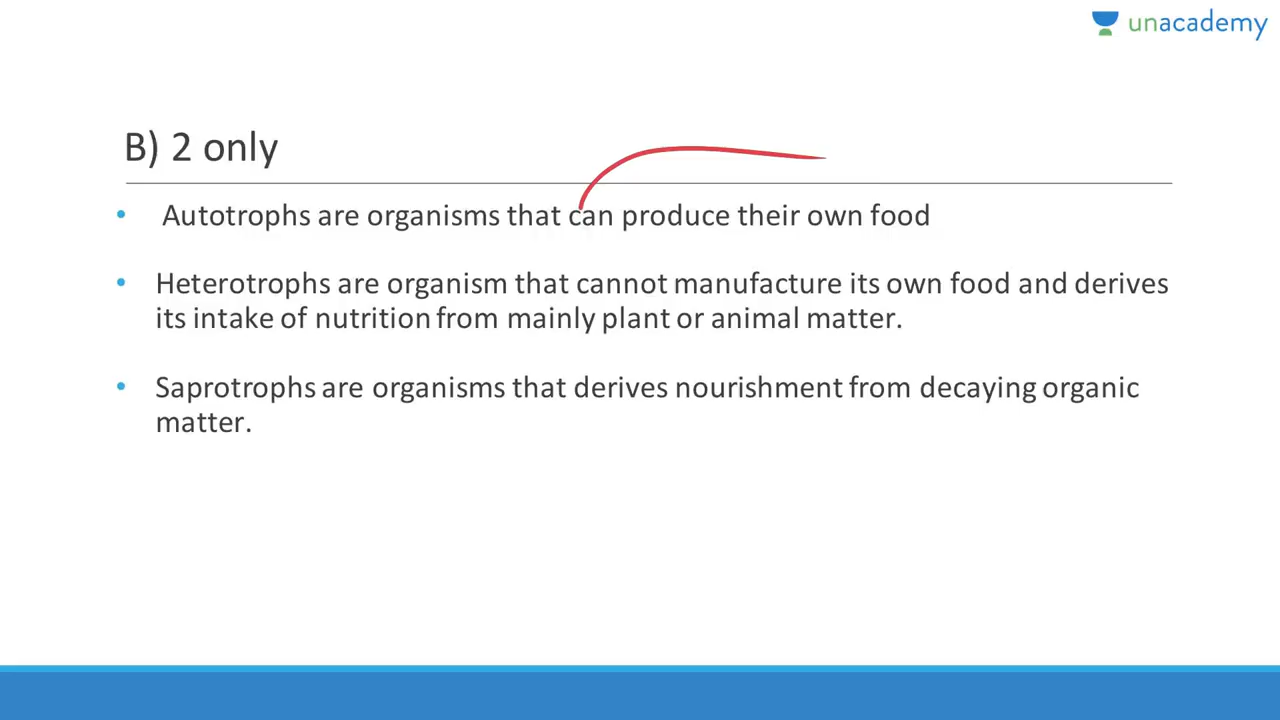 unacademy
B) 2 only
• Autotrophs are organisms that can produce their own food
• Heterotrophs are organism that cannot manufacture its own food and derives
its intake of nutrition from mainly plant or animal matter.
• Saprotrophs are organisms that derives nourishment from decaying organic
matter.